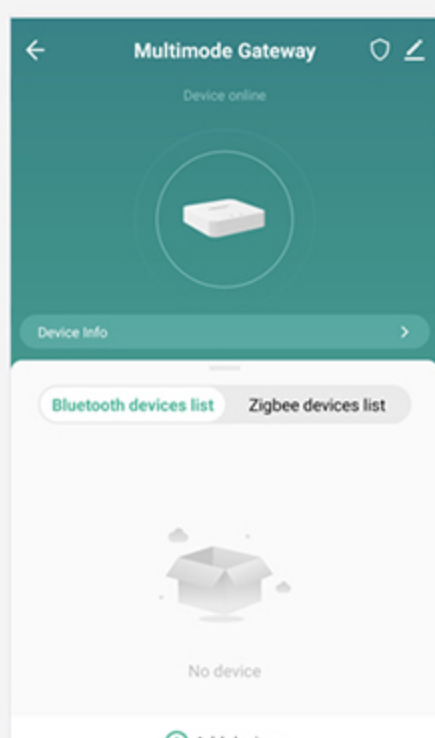 Multimode Gateway
Device online
Device Info
Bluetooth devices list
Zigbee devices list
No device